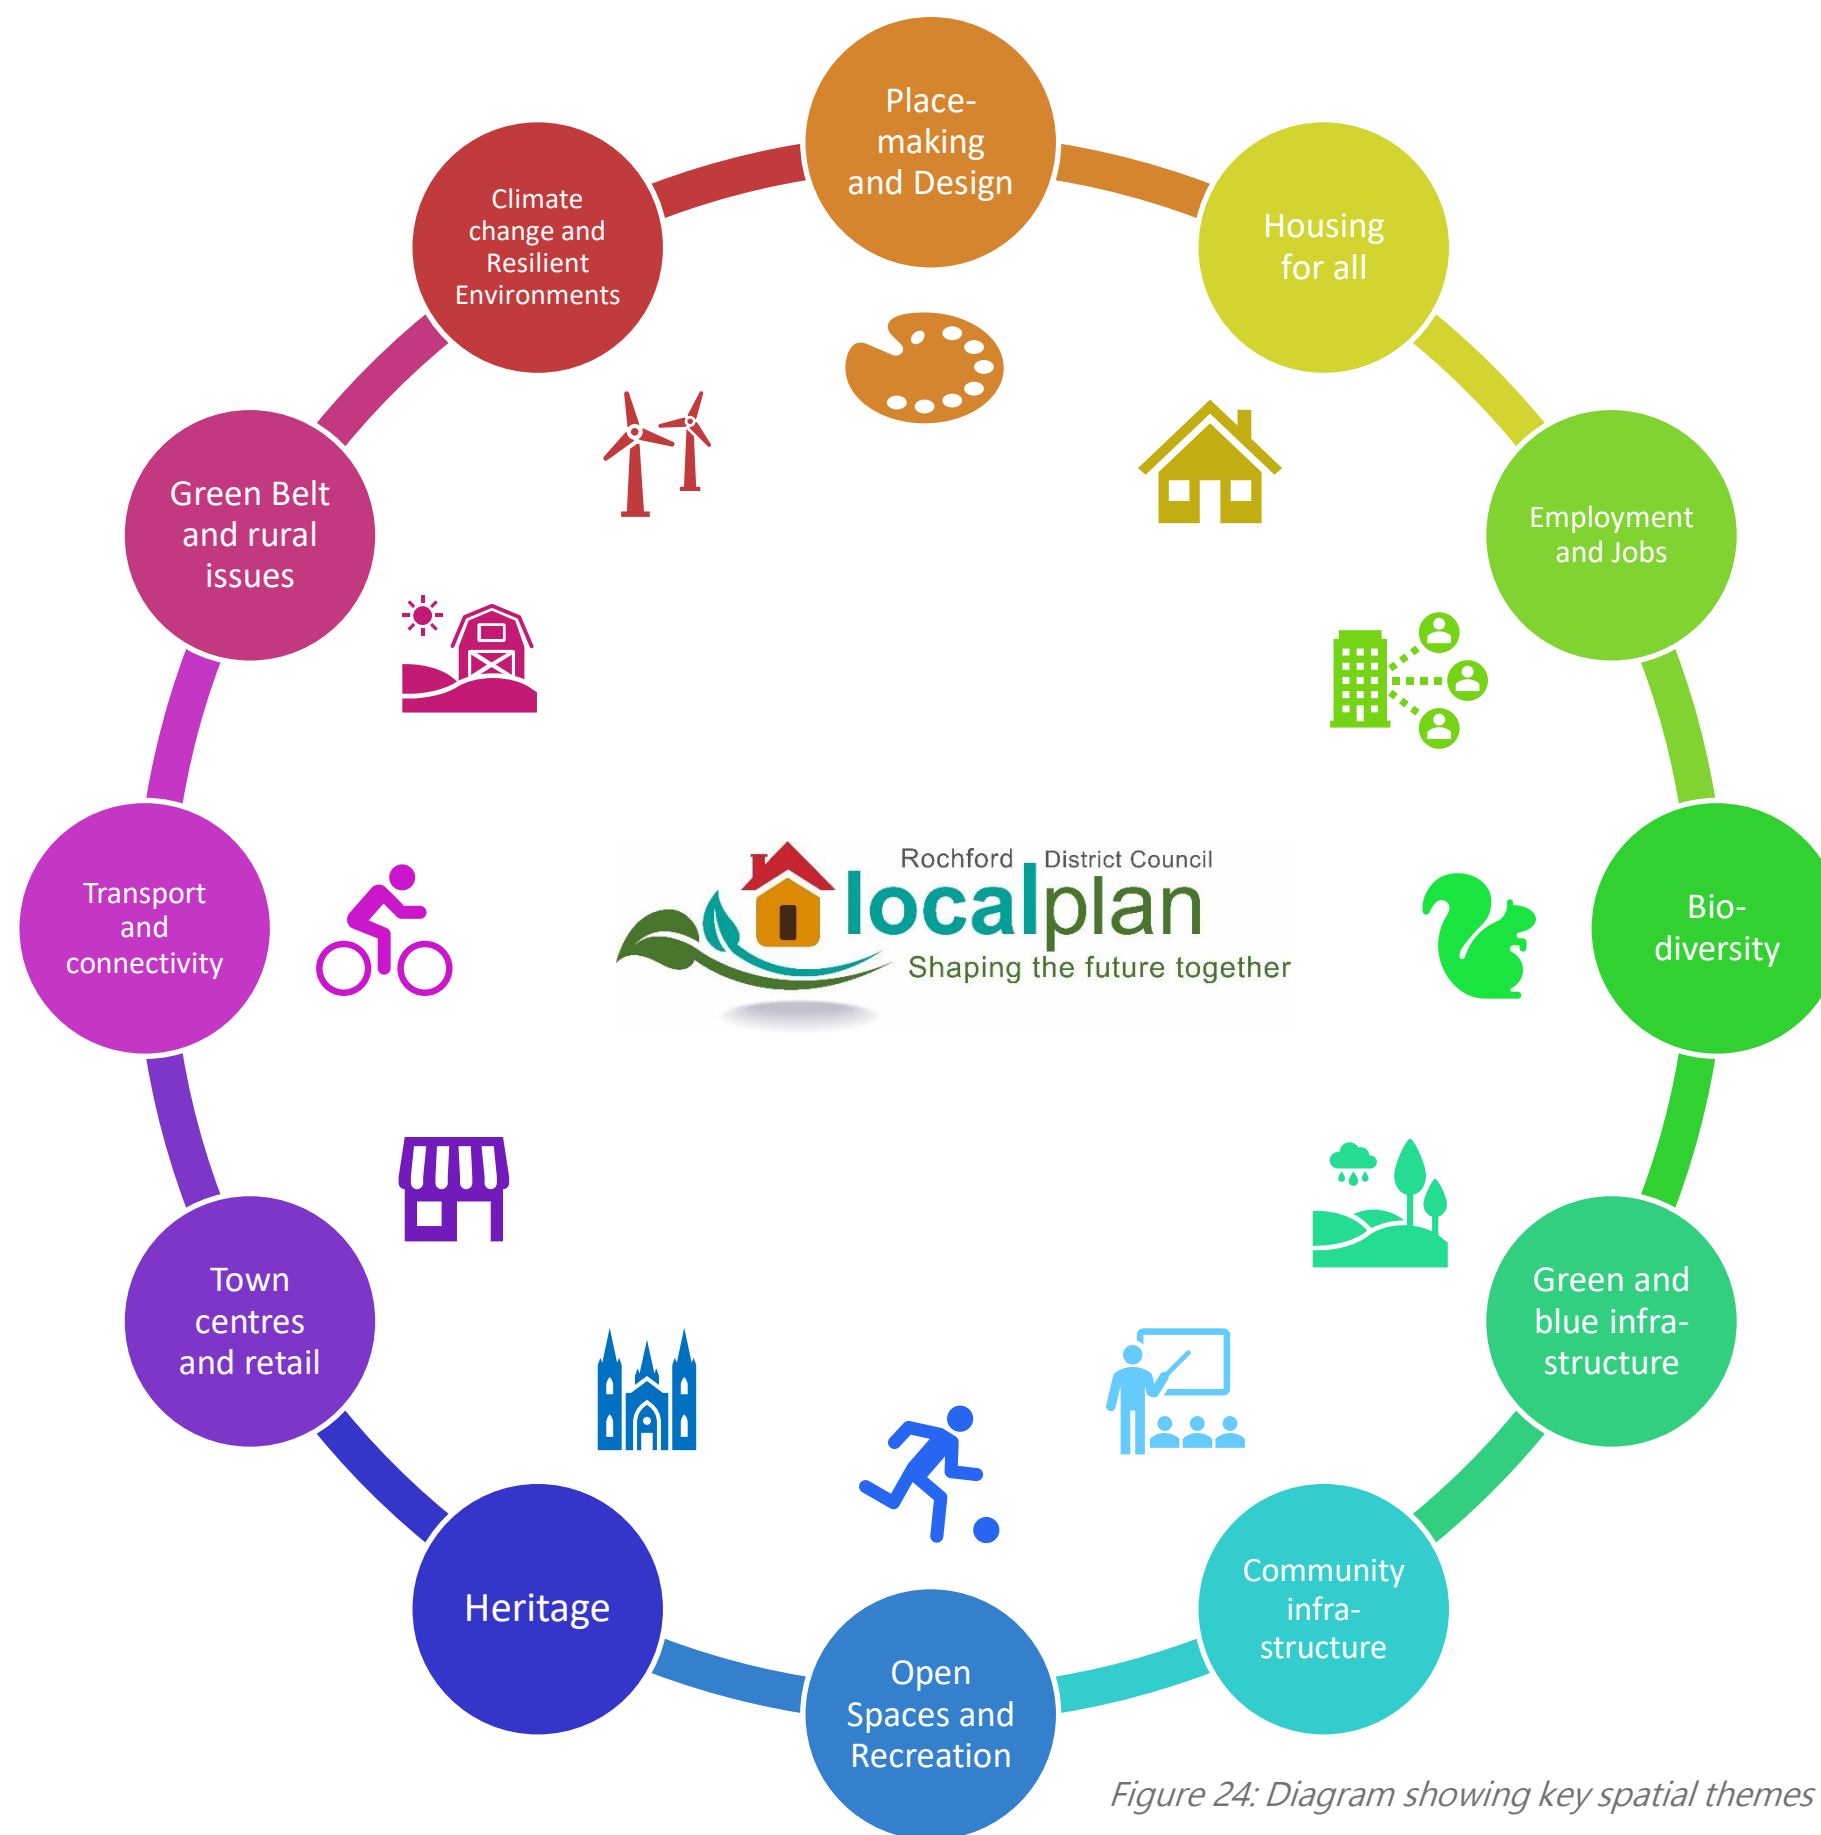 Place-
making
and Design
Housing
for all
Employment
and Jobs
Bio-
diversity
Green and
blue infra-
structure
Community
infra-
structure
Open
Spaces and
Recreation
Heritage
Town
centres
and retail
Transport
and
connectivity
Green Belt
and rural
issues
Climate
change and
Resilient
Environments
Rochford District Council
localplan
Shaping the future together
Figure 24: Diagram showing key spatial themes